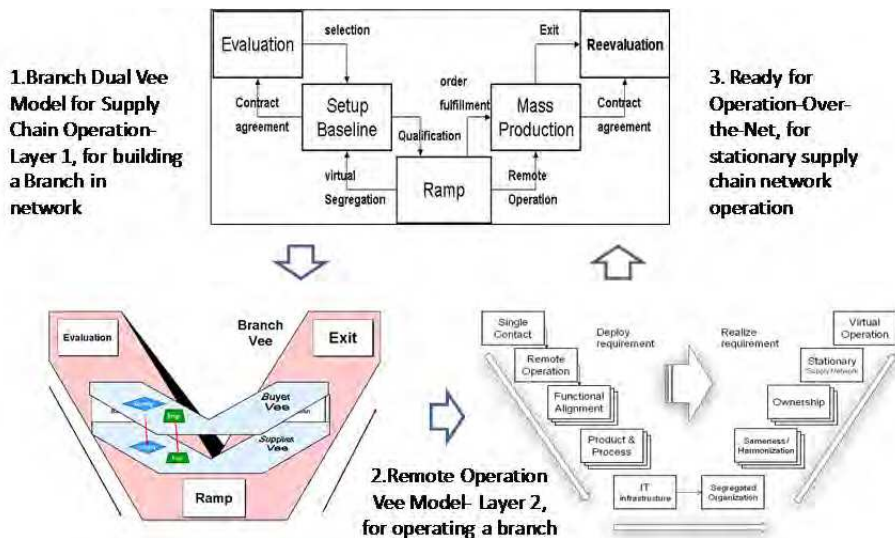 1.Branch Dual Vee
Model for Supply
Chain Operation-
Layer 1, for building
a Branch in
network
Evaluation
selection
Contract
agreement
Setup
Baseline
Qualification
virtual
Segregation
Ramp
order
fulfillment
Remote
Operation
Mass
Production
Exit
Contract
agreement
Reevaluation
3. Ready for
Operation-Over-
the-Net, for
stationary supply
chain network
operation
Evaluation
Branch
Vee
Exit
Buyer
Vee
Supplier
Vee
Ramp
2.Remote Operation
Vee Model- Layer 2,
for operating a branch
Single
Contact
Remote
Operation
Functional
Alignment
Product &
Process
IT
infrastructure
Segregated
Organization
Deploy
requirement
Realize
requirement
Virtual
Operation
Stationary
Supply Network
Ownership
Sameness/
Harmonization